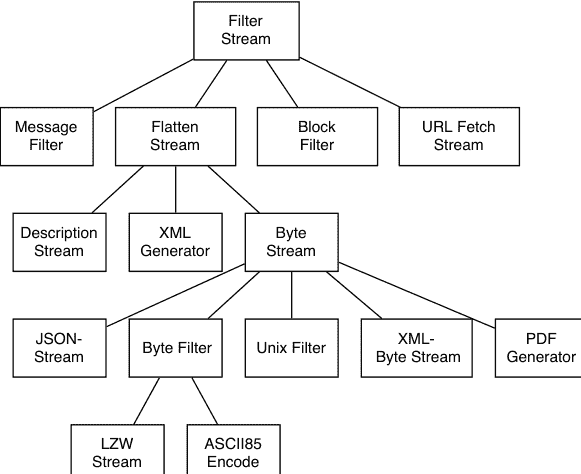 Filter
Stream
Message
Filter
Flatten
Stream
Block
Filter
URL Fetch
Stream
Description
Stream
XML
Generator
Byte
Stream
JSON-
Stream
Byte Filter
Unix Filter
XML-
Byte Stream
PDF
Generator
LZW
Stream
ASCII85
Encode